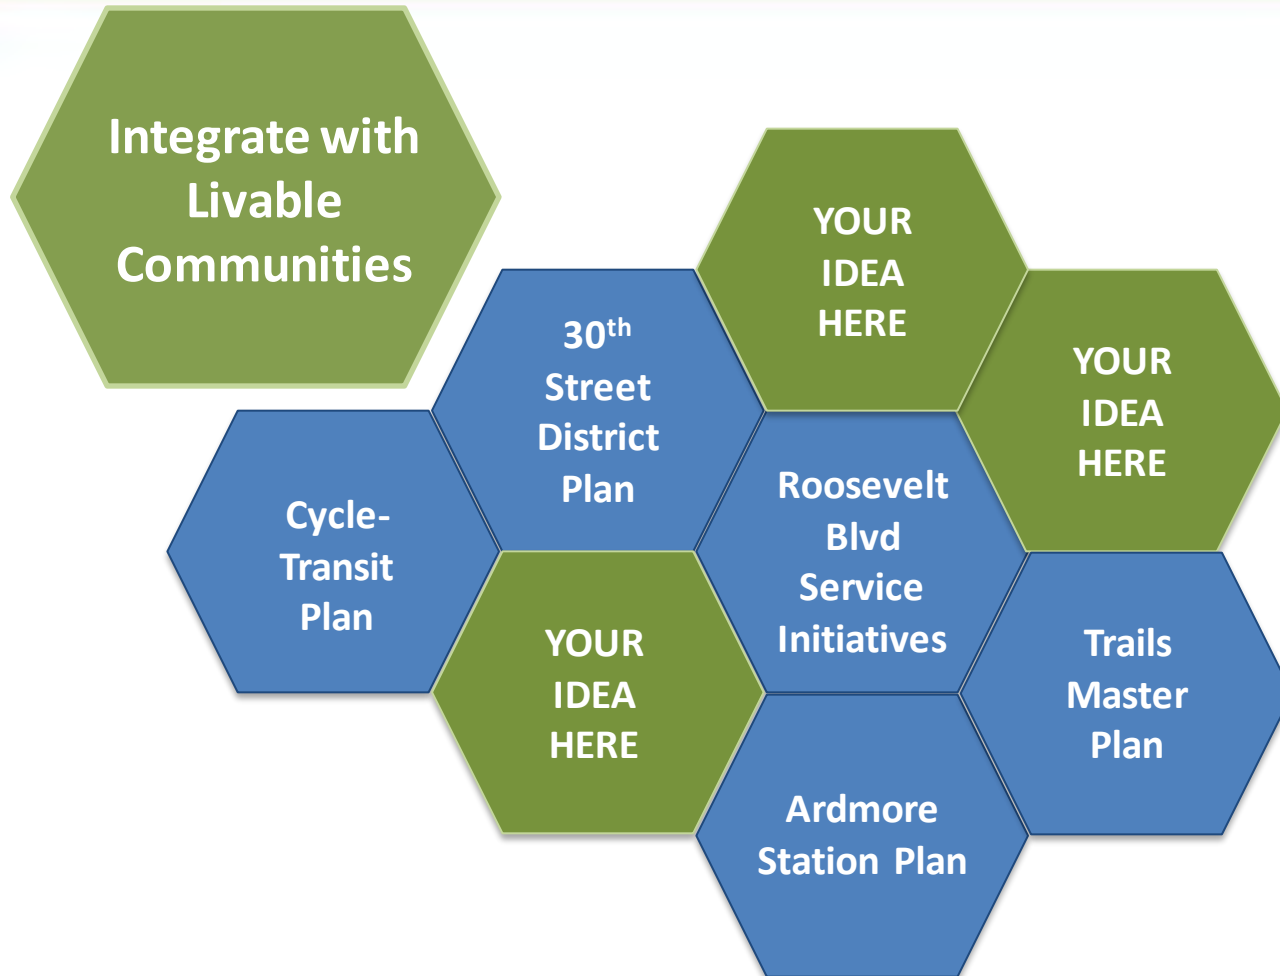 Integrate with
Livable
Communities
YOUR
IDEA
HERE
30th
Street
District
Plan
YOUR
IDEA
HERE
Cycle-
Transit
Plan
Roosevelt
Blvd
Service
Initiatives
YOUR
IDEA
HERE
Trails
Master
Plan
Ardmore
Station Plan